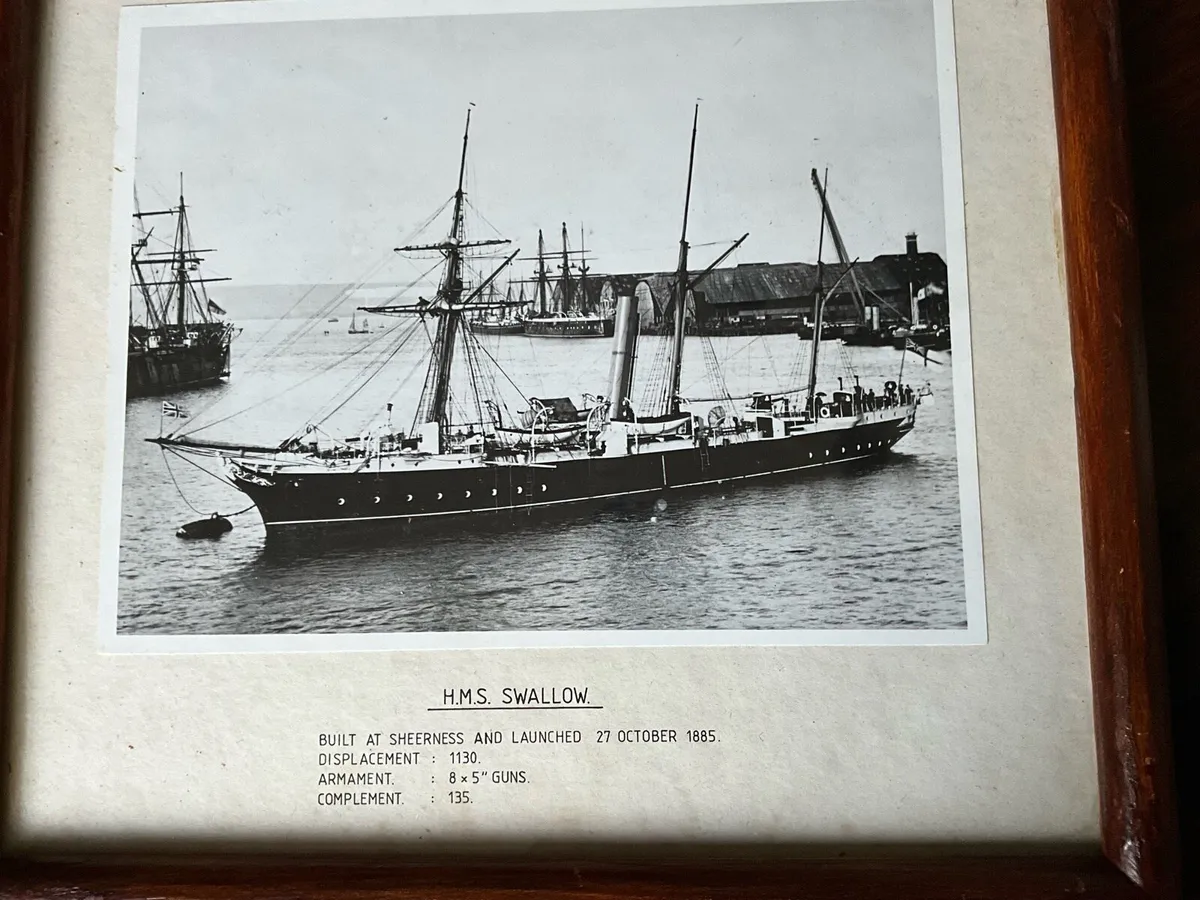 H.M.S. SWALLOW.
BUILT AT SHEERNESS AND LAUNCHED 27 OCTOBER 1885.
DISPLACEMENT : 1130.
ARMAMENT. : 8 × 5" GUNS.
COMPLEMENT. : 135.